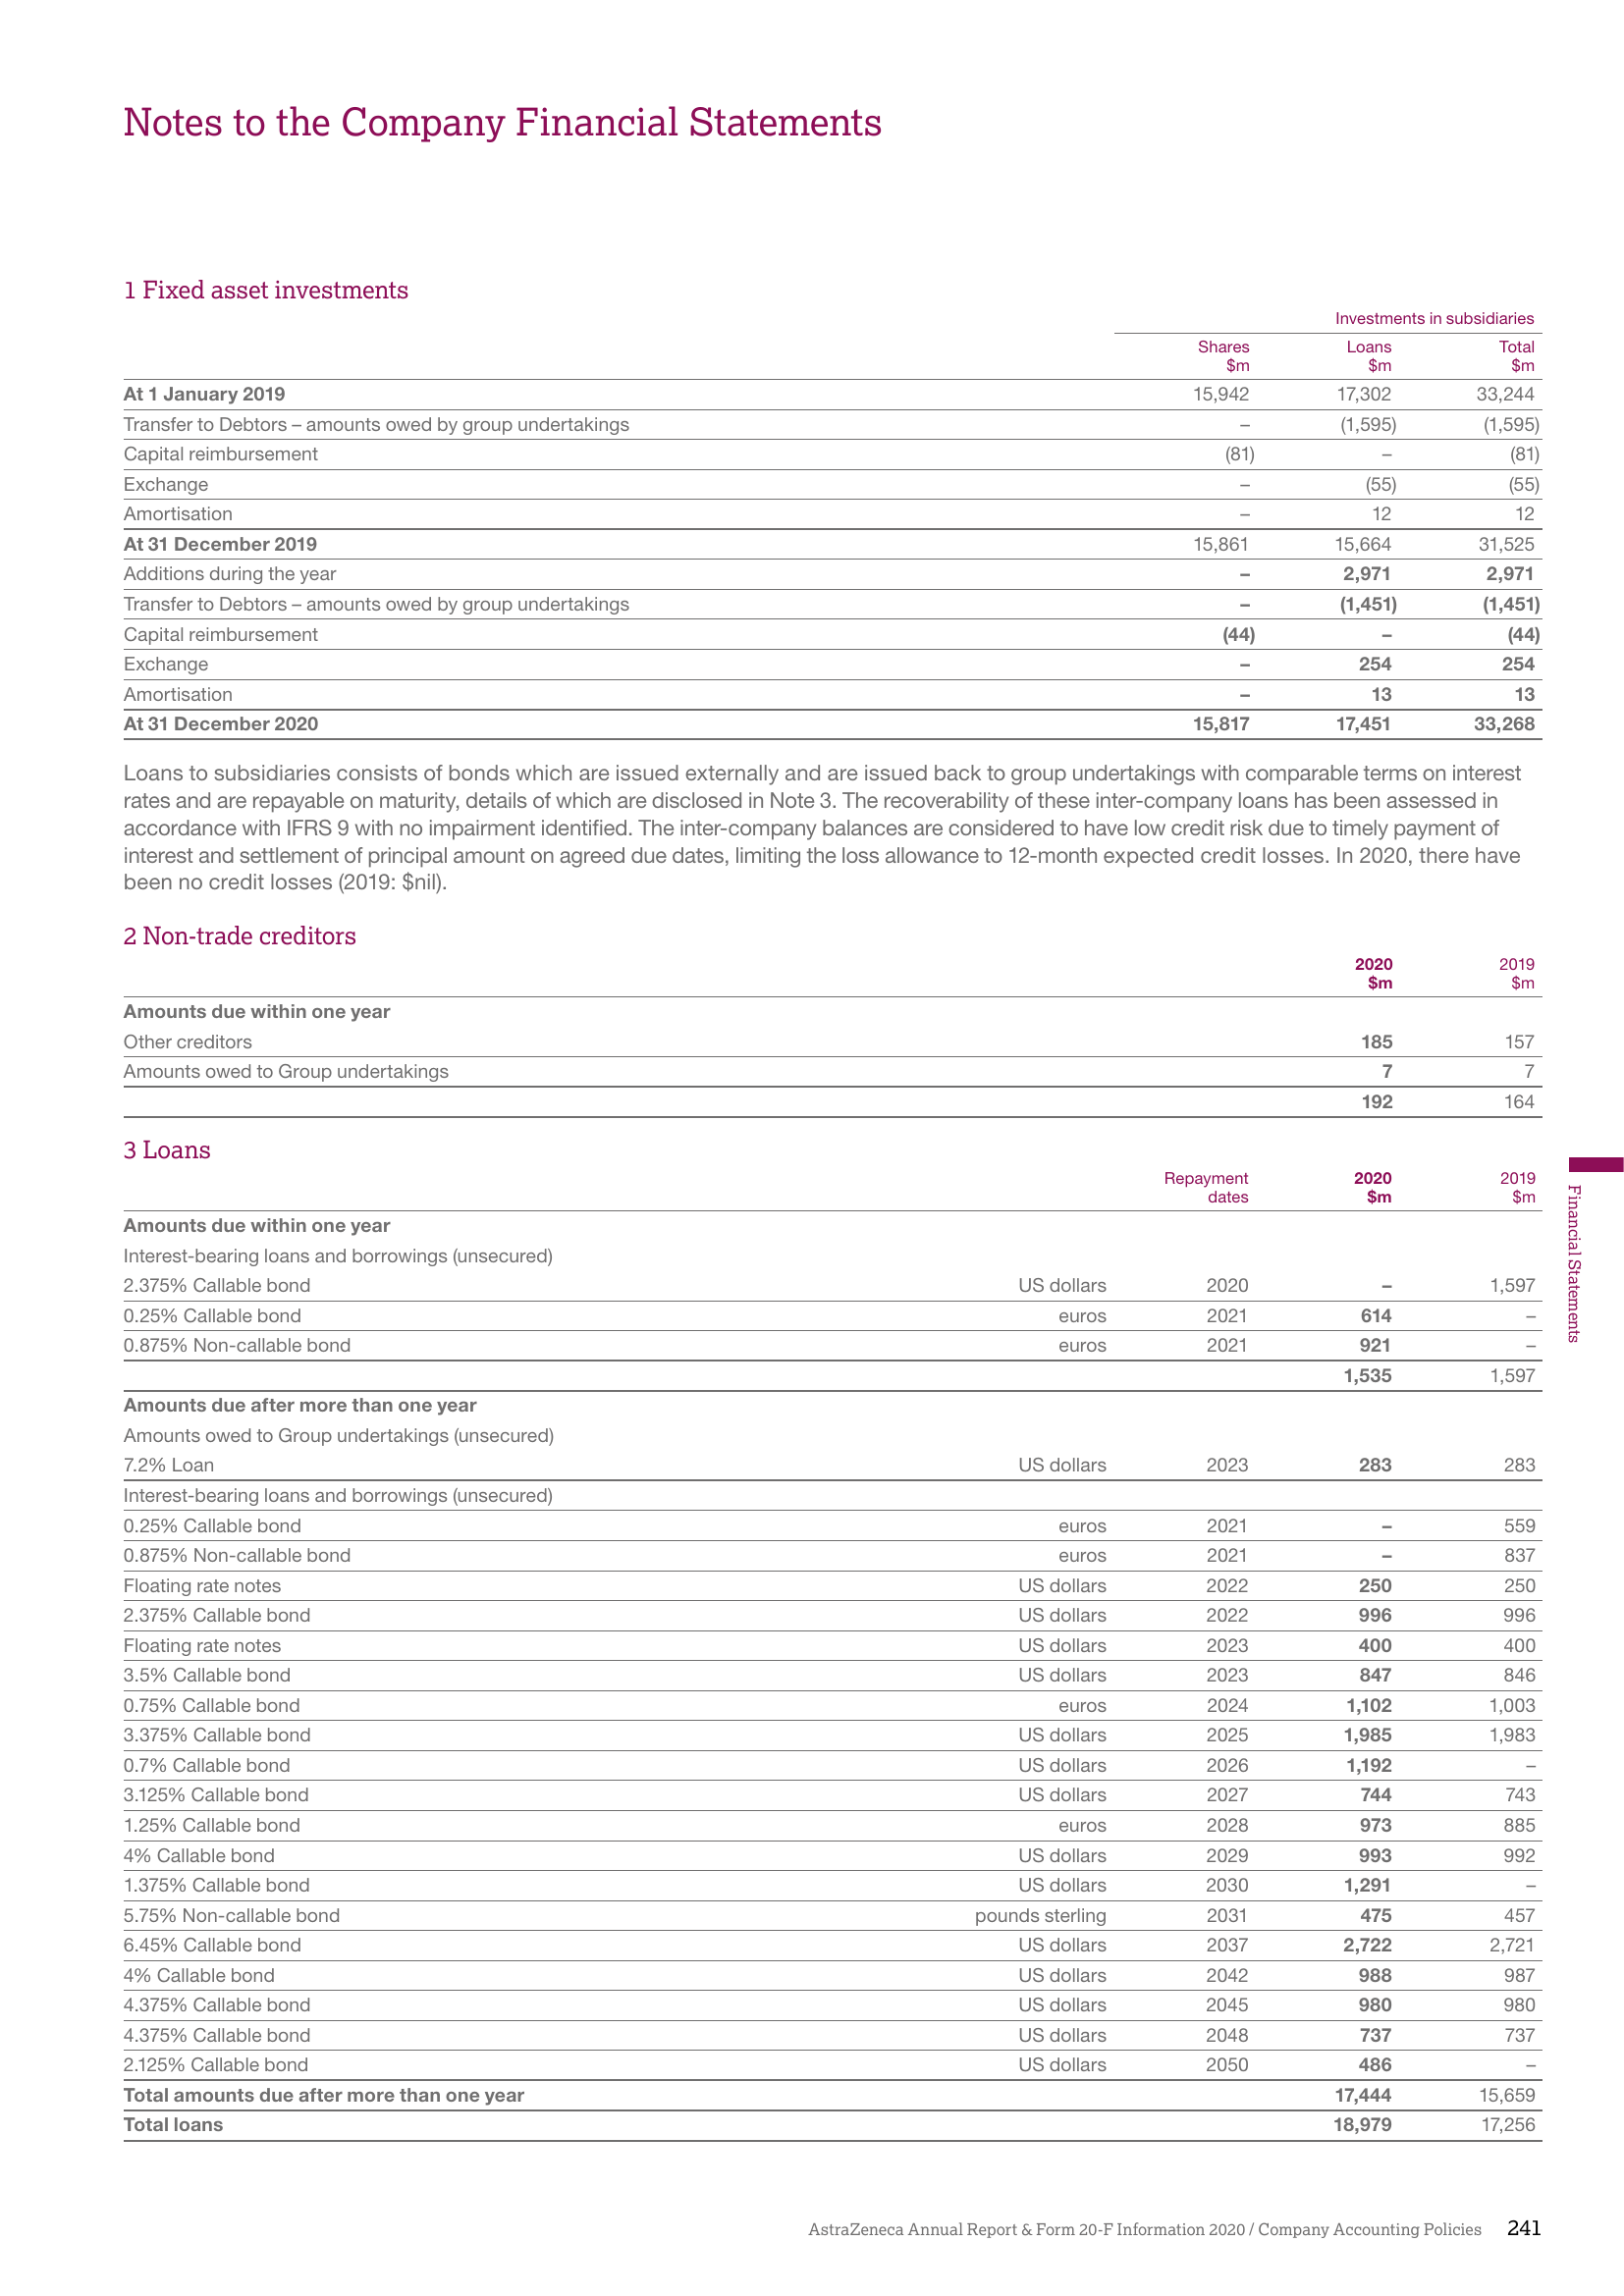 Notes to the Company Financial Statements
1 Fixed asset investments
Investments in subsidiaries
Shares $m Loans $m Total $m
At 1 January 2019 15,942 17,302 33,244
Transfer to Debtors – amounts owed by group undertakings – (1,595) (1,595)
Capital reimbursement (81) – (81)
Exchange – (55) (55)
Amortisation – 12 12
At 31 December 2019 15,861 15,664 31,525
Additions during the year – 2,971 2,971
Transfer to Debtors – amounts owed by group undertakings – (1,451) (1,451)
Capital reimbursement (44) – (44)
Exchange – 254 254
Amortisation – 13 13
At 31 December 2020 15,817 17,451 33,268
Loans to subsidiaries consists of bonds which are issued externally and are issued back to group undertakings with comparable terms on interest
rates and are repayable on maturity, details of which are disclosed in Note 3. The recoverability of these inter-company loans has been assessed in
accordance with IFRS 9 with no impairment identified. The inter-company balances are considered to have low credit risk due to timely payment of
interest and settlement of principal amount on agreed due dates, limiting the loss allowance to 12-month expected credit losses. In 2020, there have
been no credit losses (2019: $nil).
2 Non-trade creditors
2020 $m 2019 $m
Amounts due within one year
Other creditors 185 157
Amounts owed to Group undertakings 7 7
192 164
3 Loans
Repayment dates 2020 $m 2019 $m
Amounts due within one year
Interest-bearing loans and borrowings (unsecured)
2.375% Callable bond US dollars 2020 – 1,597
0.25% Callable bond euros 2021 614 –
0.875% Non-callable bond euros 2021 921 –
1,535 1,597
Amounts due after more than one year
Amounts owed to Group undertakings (unsecured)
7.2% Loan US dollars 2023 283 283
Interest-bearing loans and borrowings (unsecured)
0.25% Callable bond euros 2021 – 559
0.875% Non-callable bond euros 2021 – 837
Floating rate notes US dollars 2022 250 250
2.375% Callable bond US dollars 2022 996 996
Floating rate notes US dollars 2023 400 400
3.5% Callable bond US dollars 2023 847 846
0.75% Callable bond euros 2024 1,102 1,003
3.375% Callable bond US dollars 2025 1,985 1,983
0.7% Callable bond US dollars 2026 1,192 –
3.125% Callable bond US dollars 2027 744 743
1.25% Callable bond euros 2028 973 885
4% Callable bond US dollars 2029 993 992
1.375% Callable bond US dollars 2030 1,291 –
5.75% Non-callable bond pounds sterling 2031 475 457
6.45% Callable bond US dollars 2037 2,722 2,721
4% Callable bond US dollars 2042 988 987
4.375% Callable bond US dollars 2045 980 980
4.375% Callable bond US dollars 2048 737 737
2.125% Callable bond US dollars 2050 486 –
Total amounts due after more than one year 17,444 15,659
Total loans 18,979 17,256
Financial Statements
AstraZeneca Annual Report & Form 20-F Information 2020 / Company Accounting Policies 241